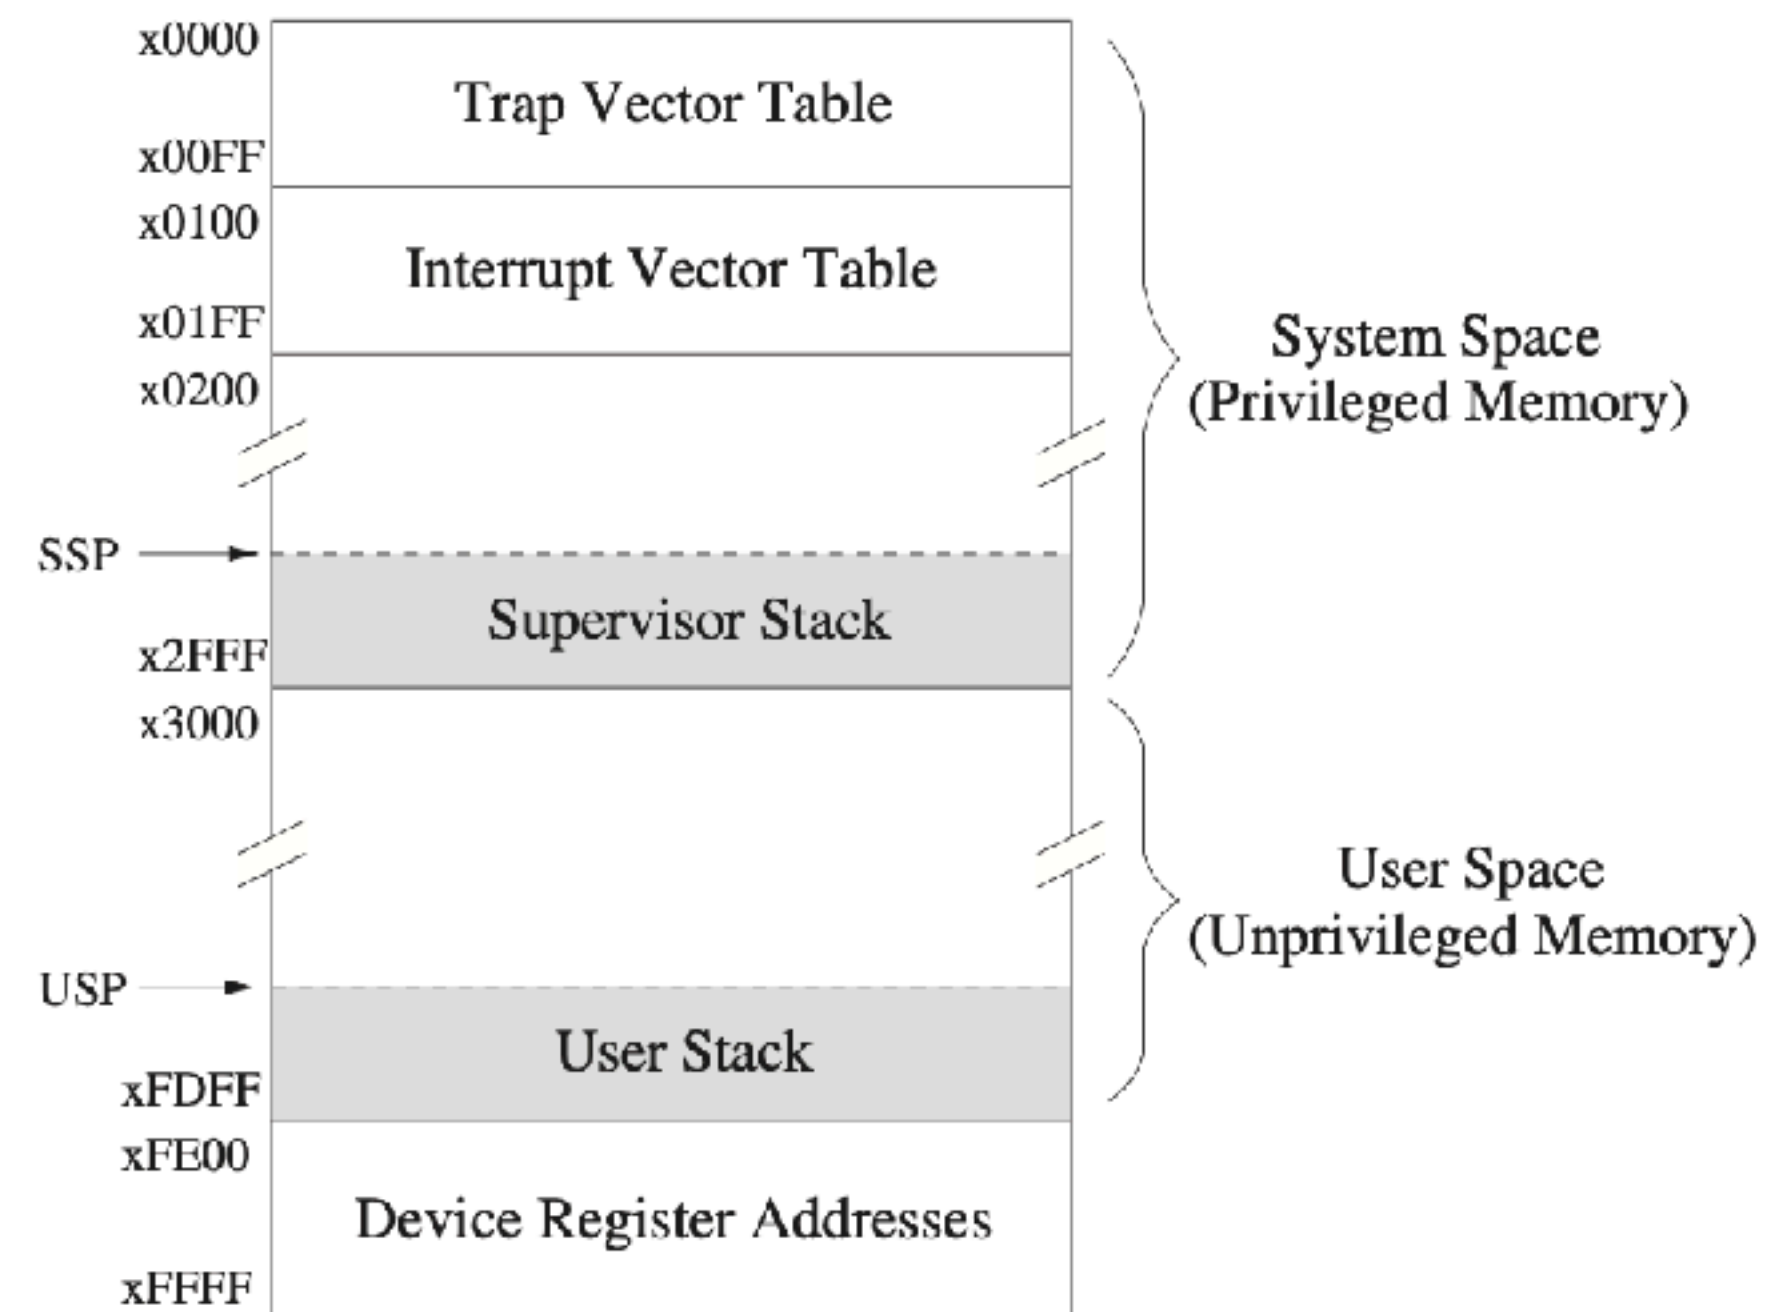 x0000
Trap Vector Table
x00FF
x0100
Interrupt Vector Table
x01FF
x0200
System Space
(Privileged Memory)
SSP
Supervisor Stack
x2FFF
x3000
User Space
(Unprivileged Memory)
USP
User Stack
xFDFF
xFE00
Device Register Addresses
xFFFF